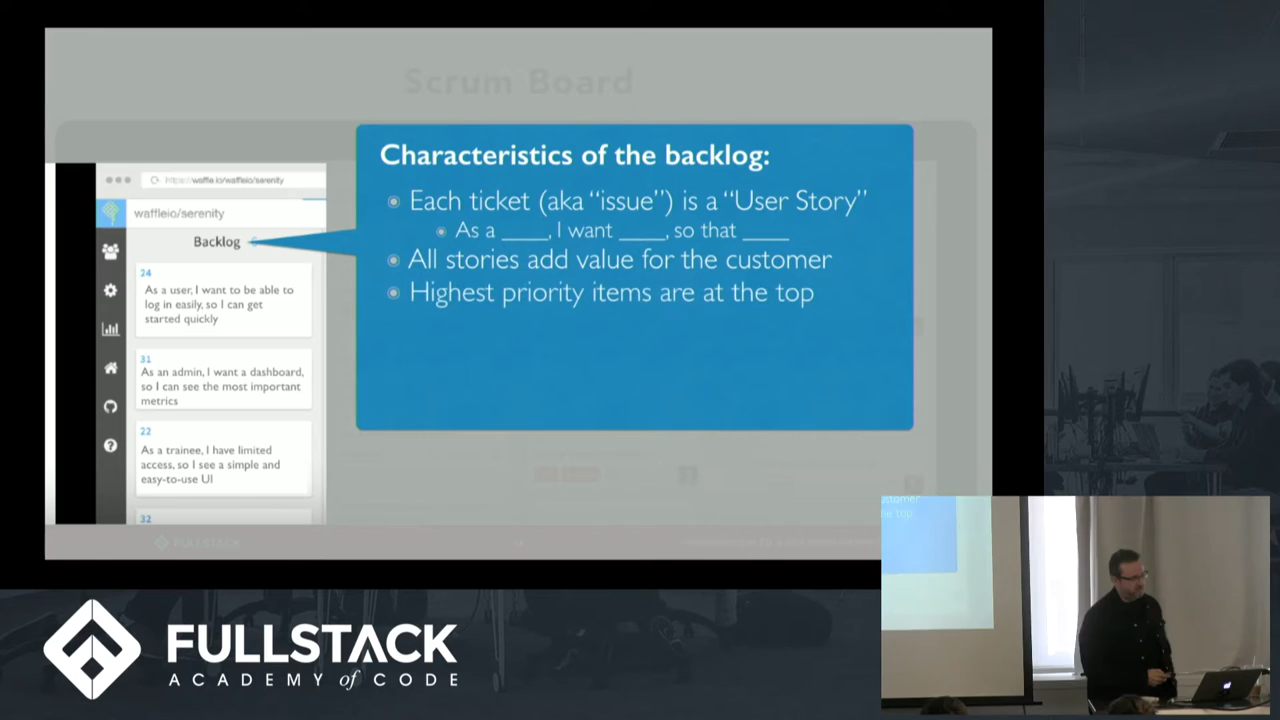 Scrum Board
Characteristics of the backlog:
Each ticket (aka “issue”) is a “User Story”
As a ____, I want ____, so that ____
All stories add value for the customer
Highest priority items are at the top
https://waffle.io/waffleio/serenity
waffleio/serenity
Backlog
24
As a user, I want to be able to
log in easily, so I can get
started quickly
31
As an admin, I want a dashboard,
so I can see the most important
metrics
22
As a trainee, I have limited
access, so I see a simple and
easy-to-use UI
32
FULLSTACK
customer
he top
FULLSTACK
ACADEMY of CODE